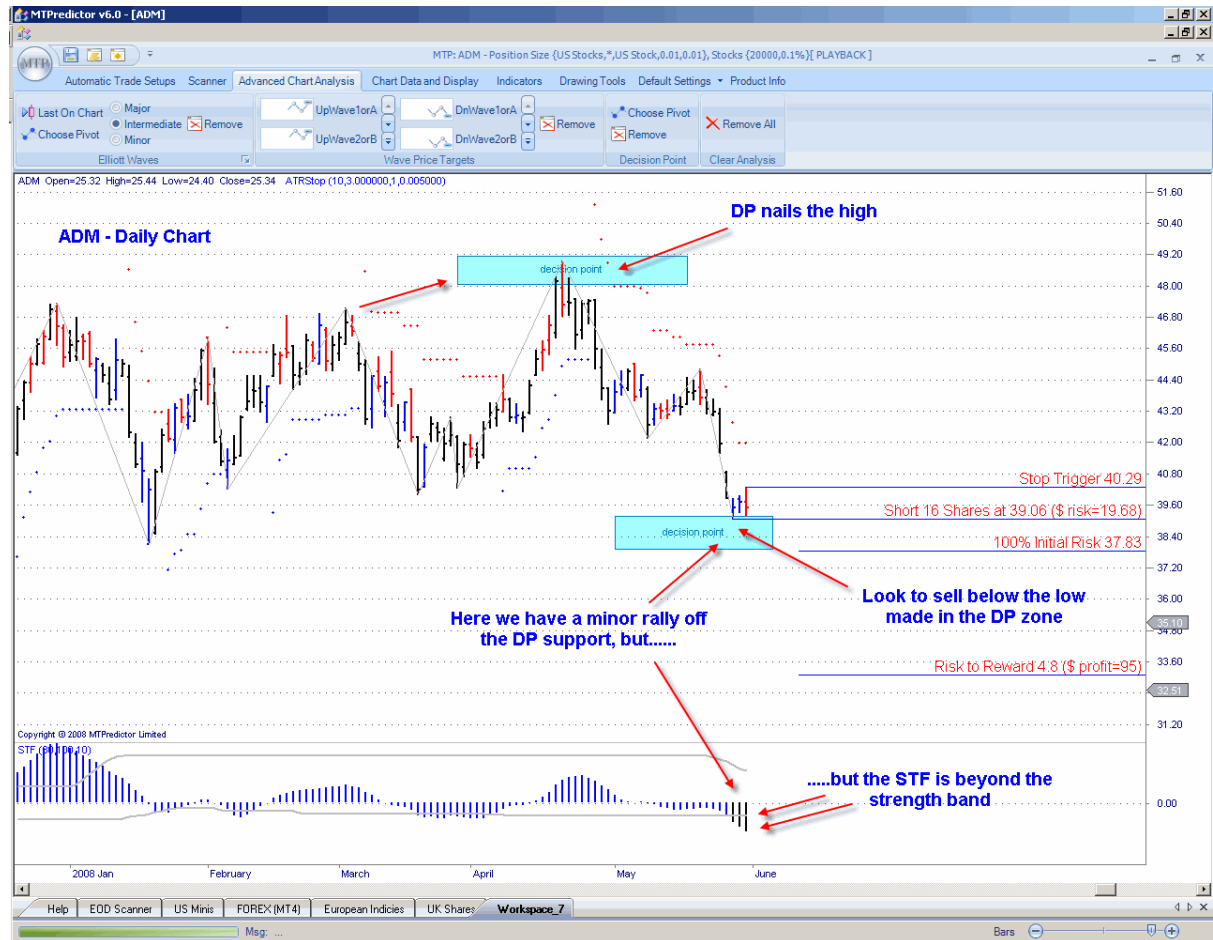 MTPredictor v6.0 - [ADM]
MTP
MTP: ADM - Position Size {US Stocks,*,US Stock,0.01,0.01}, Stocks {20000,0.1%}[ PLAYBACK ]
Automatic Trade Setups Scanner Advanced Chart Analysis Chart Data and Display Indicators Drawing Tools Default Settings Product Info
Last On Chart Major UpWave1orA DnWave1orA Choose Pivot
Intermediate Remove Remove Remove All
Choose Pivot Minor UpWave2orB DnWave2orB Remove
Elliott Waves Wave Price Targets Decision Point Clear Analysis
ADM Open=25.32 High=25.44 Low=24.40 Close=25.34 ATRStop (10,3.000000,1,0.005000)
51.60
DP nails the high
50.40
ADM - Daily Chart
49.20
decision point
48.00
46.80
45.60
44.40
43.20
42.00
40.80
Stop Trigger 40.29
39.60
Short 16 Shares at 39.06 ($ risk=19.68)
decision point
38.40
100% Initial Risk 37.83
37.20
Look to sell below the low
made in the DP zone
36.00
Here we have a minor rally off
the DP support, but......
35.10
34.80
33.60
Risk to Reward 4.8 ($ profit=95)
32.51
31.20
Copyright © 2008 MTPredictor Limited
STF
.....but the STF is beyond the
strength band
0.00
2008 Jan February March April May June
Help EOD Scanner US Minis FOREX (MT4) European Indicies UK Shares Workspace_7
Msg: ...
Bars